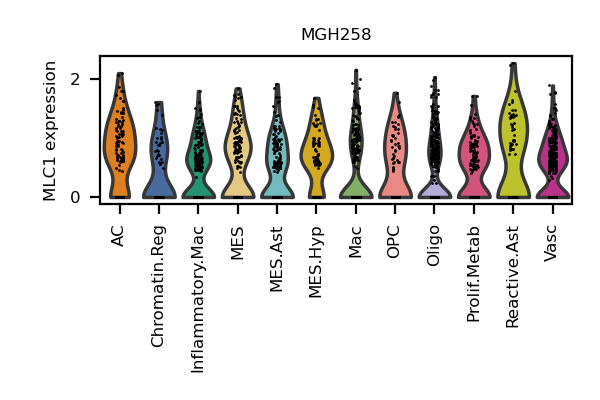 MGH258
MLC1 expression
2
0
AC
Chromatin.Reg
Inflammatory.Mac
MES
MES.Ast
MES.Hyp
Mac
OPC
Oligo
Prolif.Metab
Reactive.Ast
Vasc